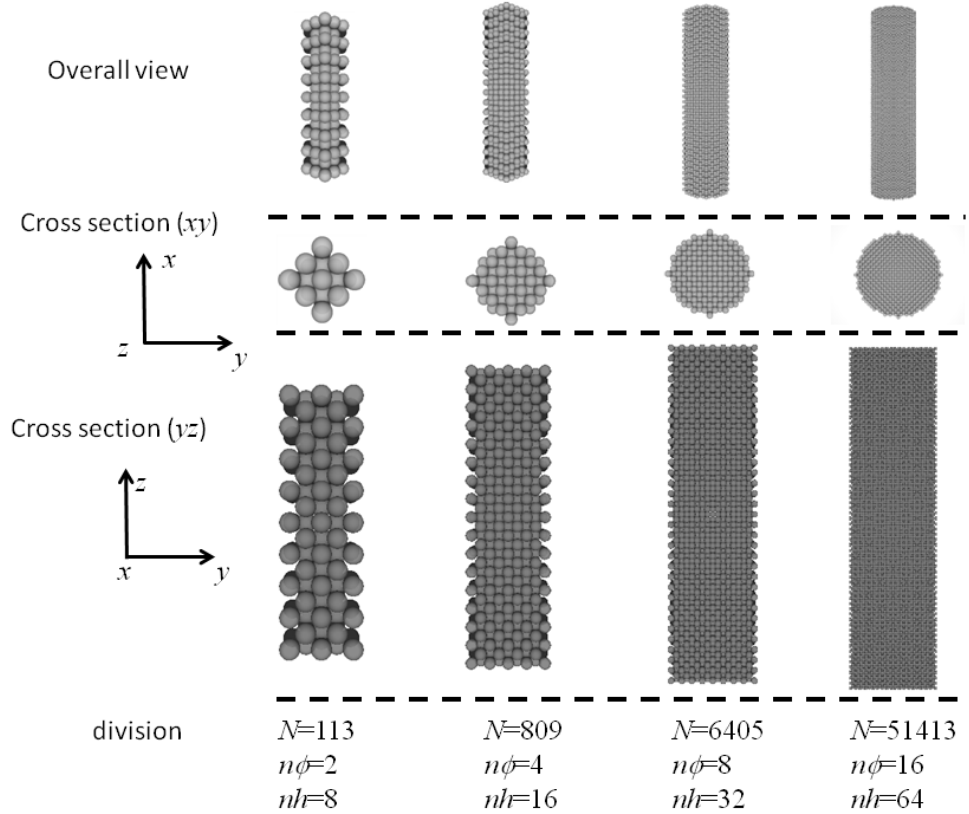 Overall view
Cross section (xy)
x
z
y
Cross section (yz)
z
x
y
division
N=113
N=809
N=6405
N=51413
nϕ=2
nϕ=4
nϕ=8
nϕ=16
nh=8
nh=16
nh=32
nh=64